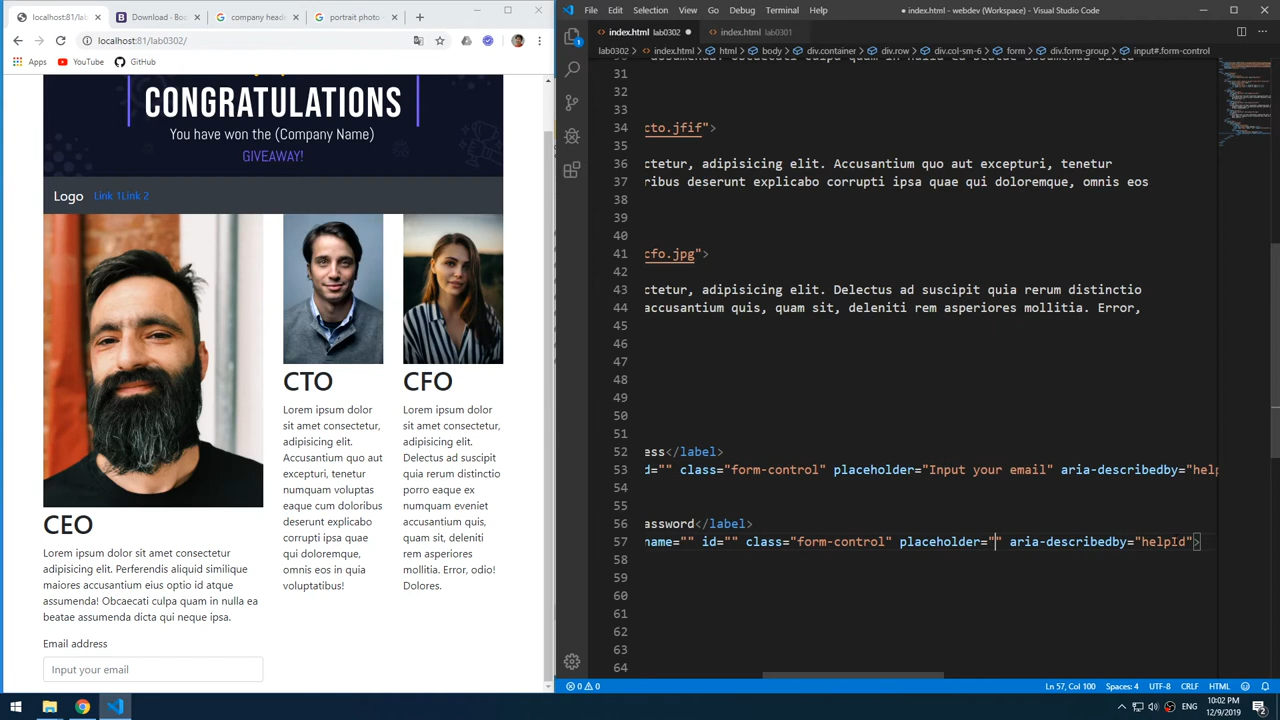 localhost:81/lab
Download - Boo
company head
portrait photo -
localhost:81/lab0302/
Apps
YouTube
GitHub
CONGRATULATIONS
You have won the (Company Name)
GIVEAWAY!
Logo
Link 1Link 2
CEO
Lorem ipsum dolor sit amet consectetur
adipisicing elit. Perferendis aliquid similique
maiores accusantium eius optio id atque
assumenda! Obcaecati culpa quam in nulla ea
beatae assumenda dicta qui neque ipsa.
CTO
Lorem ipsum dolor
sit amet consectetur,
adipisicing elit.
Accusantium quo aut
excepturi, tenetur
numquam voluptas
eaque cum doloribus
deserunt explicabo
corrupti ipsa quae
qui doloremque,
omnis eos in quia
voluptatibus!
CFO
Lorem ipsum dolor
sit amet consectetur,
adipisicing elit.
Delectus ad suscipit
quia rerum distinctio
porro eaque ex
numquam eveniet
accusantium quis,
quam sit, deleniti
rem asperiores
mollitia. Error, odio!
Dolores.
Email address
Input your email
File Edit Selection View Go Debug Terminal Help
● index.html - webdev (Workspace) - Visual Studio Code
index.html lab0302 ●
index.html lab0301
lab0302 > index.html > html > body > div.container > div.row > div.col-sm-6 > form > div.form-group > input#.form-control
31
32
33
34 cto.jfif">
35
36 ctetur, adipisicing elit. Accusantium quo aut excepturi, tenetur
37 ribus deserunt explicabo corrupti ipsa quae qui doloremque, omnis eos
38
39
40
41 cfo.jpg">
42
43 ctetur, adipisicing elit. Delectus ad suscipit quia rerum distinctio
44 accusantium quis, quam sit, deleniti rem asperiores mollitia. Error,
45
46
47
48
49
50
51
52 ess</label>
53 d="" class="form-control" placeholder="Input your email" aria-describedby="help
54
55
56 assword</label>
57 name="" id="" class="form-control" placeholder="" aria-describedby="helpId">
58
59
60
61
62
63
64
0 0
Ln 57, Col 100
Spaces: 4
UTF-8
CRLF
HTML
1
ENG
10:02 PM
12/9/2019
2